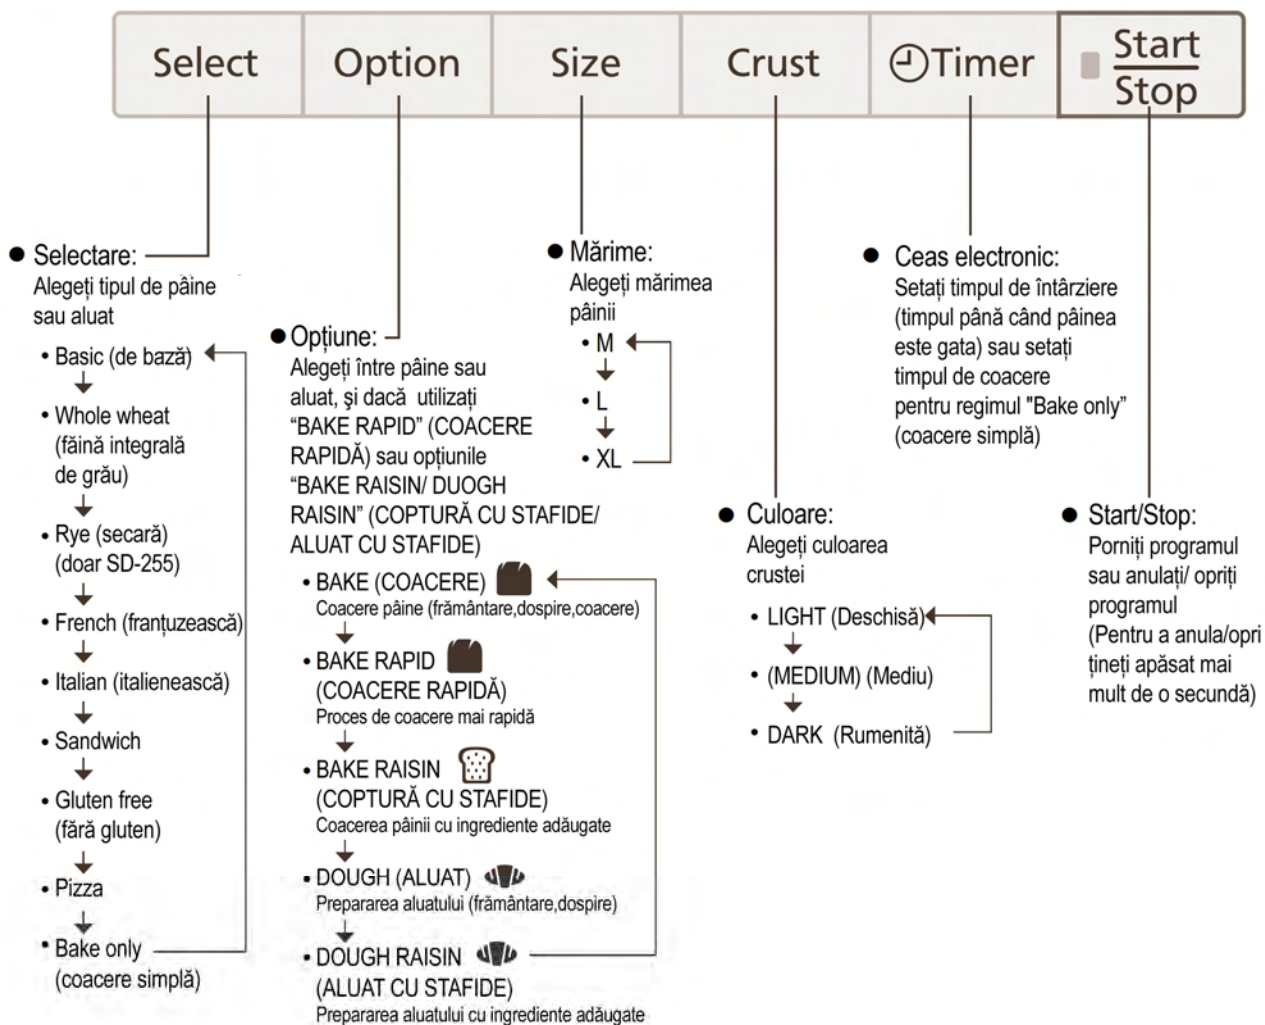 Select
Option
Size
Crust
Timer
Start
Stop
● Selectare:
Alegeți tipul de pâine
sau aluat
• Basic (de bază)
• Whole wheat
(făină integrală
de grău)
• Rye (secară)
(doar SD-255)
• French (franțuzească)
• Italian (italienească)
• Sandwich
• Gluten free
(fără gluten)
• Pizza
• Bake only
(coacere simplă)
● Opțiune:
Alegeți între pâine sau
aluat, și dacă utilizați
“BAKE RAPID” (COACERE
RAPIDĂ) sau opțiunile
“BAKE RAISIN/ DUOGH
RAISIN” (COPTURĂ CU STAFIDE/
ALUAT CU STAFIDE)
• BAKE (COACERE)
Coacere pâine (frământare,dospire,coacere)
• BAKE RAPID
(COACERE RAPIDĂ)
Proces de coacere mai rapidă
• BAKE RAISIN
(COPTURĂ CU STAFIDE)
Coacerea pâinii cu ingrediente adăugate
• DOUGH (ALUAT)
Prepararea aluatului (frământare,dospire)
• DOUGH RAISIN
(ALUAT CU STAFIDE)
Prepararea aluatului cu ingrediente adăugate
● Mărime:
Alegeți mărimea
pâinii
• M
• L
• XL
● Culoare:
Alegeți culoarea
crustei
• LIGHT (Deschisă)
• (MEDIUM) (Mediu)
• DARK (Rumenită)
● Ceas electronic:
Setați timpul de întârziere
(timpul până când pâinea
este gata) sau setați
timpul de coacere
pentru regimul "Bake only”
(coacere simplă)
● Start/Stop:
Porniți programul
sau anulați/ opriți
programul
(Pentru a anula/opri
țineți apăsat mai
mult de o secundă)